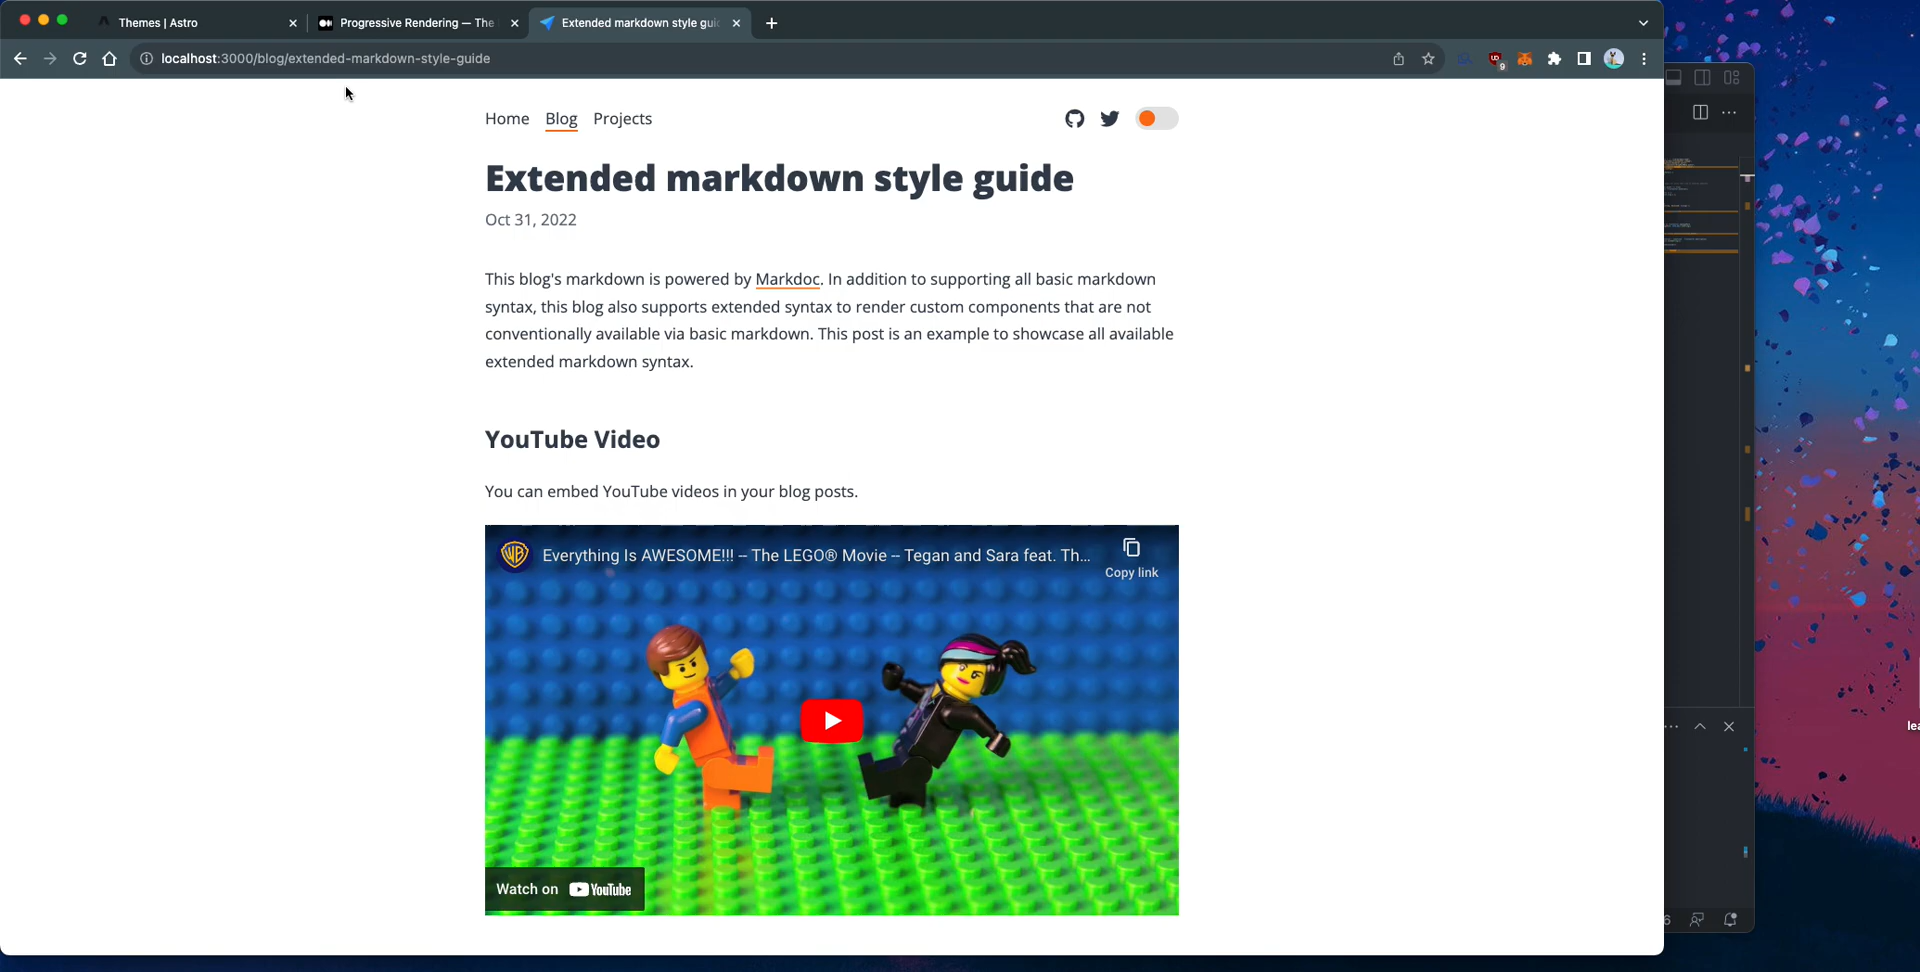 Themes | Astro
Progressive Rendering — The
Extended markdown style gui
localhost:3000/blog/extended-markdown-style-guide
9
Home Blog Projects
Extended markdown style guide
Oct 31, 2022
This blog's markdown is powered by Markdoc. In addition to supporting all basic markdown
syntax, this blog also supports extended syntax to render custom components that are not
conventionally available via basic markdown. This post is an example to showcase all available
extended markdown syntax.
YouTube Video
You can embed YouTube videos in your blog posts.
WB
Everything Is AWESOME!!! -- The LEGO® Movie -- Tegan and Sara feat. Th...
Copy link
Watch on YouTube
lea
6